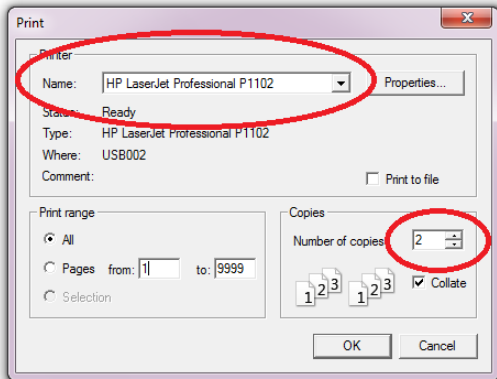 Print
Printer
Name: HP LaserJet Professional P1102 Properties...
Status: Ready
Type: HP LaserJet Professional P1102
Where: USB002
Comment: Print to file
Print range
All
Pages from: 1 to: 9999
Selection
Copies
Number of copies: 2
1 2 3 1 2 3 Collate
OK Cancel